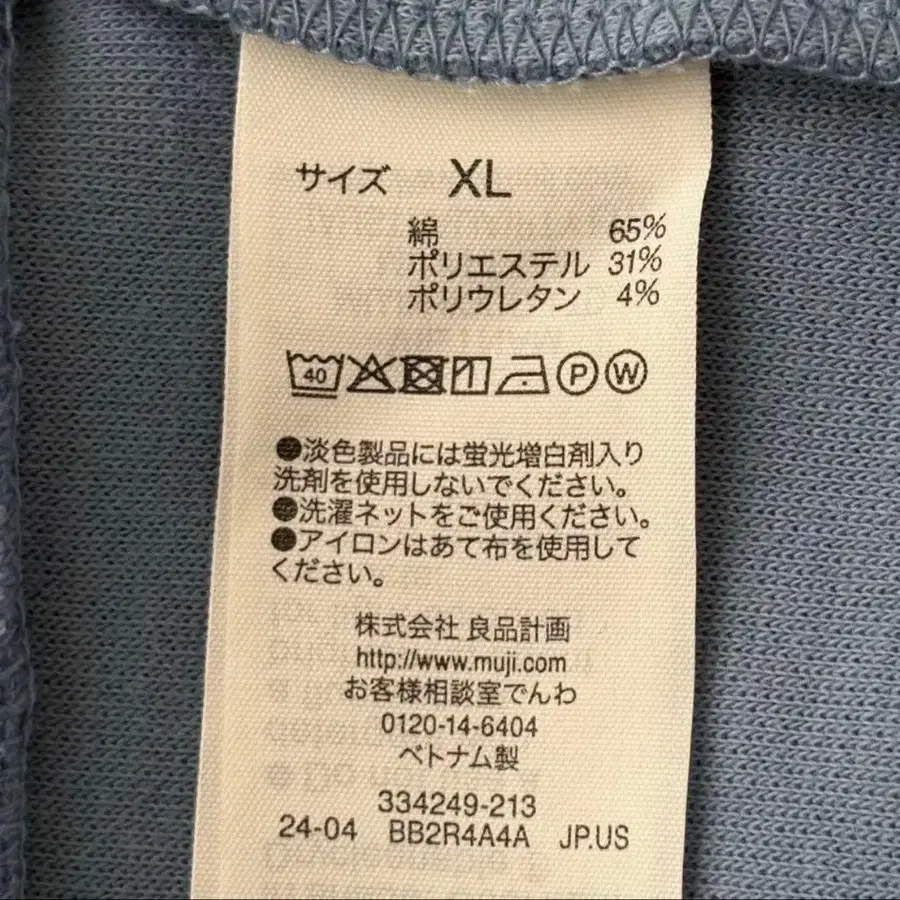 サイズ XL
綿 65%
ポリエステル 31%
ポリウレタン 4%
40 P W
●淡色製品には蛍光増白剤入り
洗剤を使用しないでください。
●洗濯ネットをご使用ください。
●アイロンはあて布を使用して
ください。
株式会社 良品計画
http://www.muji.com
お客様相談室でんわ
0120-14-6404
ベトナム製
334249-213
24-04 BB2R4A4A JP.US